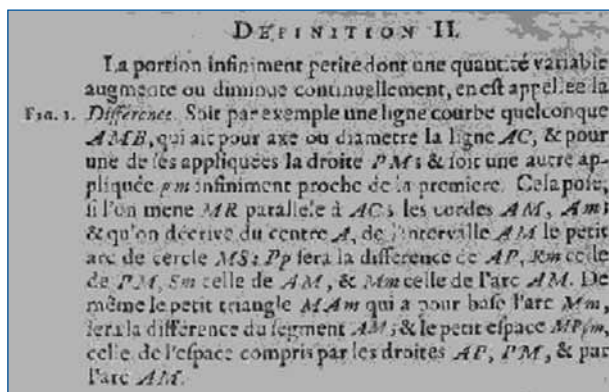 DEFINITION II.
La portion infiniment petite dont une quantité variable
augmente ou diminue continuellement, en est appellée la
FIG. 1. Différence. Soit par exemple une ligne courbe quelconque
AMB, qui ait pour axe ou diametre la ligne AC, & pour
une de ses appliquées la droite PM; & soit une autre ap-
pliquée pm infiniment proche de la premiere. Cela posé,
si l'on mene MR parallele à AC; les cordes AM, Am;
& qu'on décrive du centre A, de l'intervalle AM le petit
arc de cercle MS: Pp sera la difference de AP, Rm celle
de PM, Sm celle de AM, & Mm celle de l'arc AM. De
même le petit triangle MAm qui a pour base l'arc Mm,
sera la différence du segment AM; & le petit espace MPpm,
celle de l'espace compris par les droites AP, PM, & par
l'arc AM.